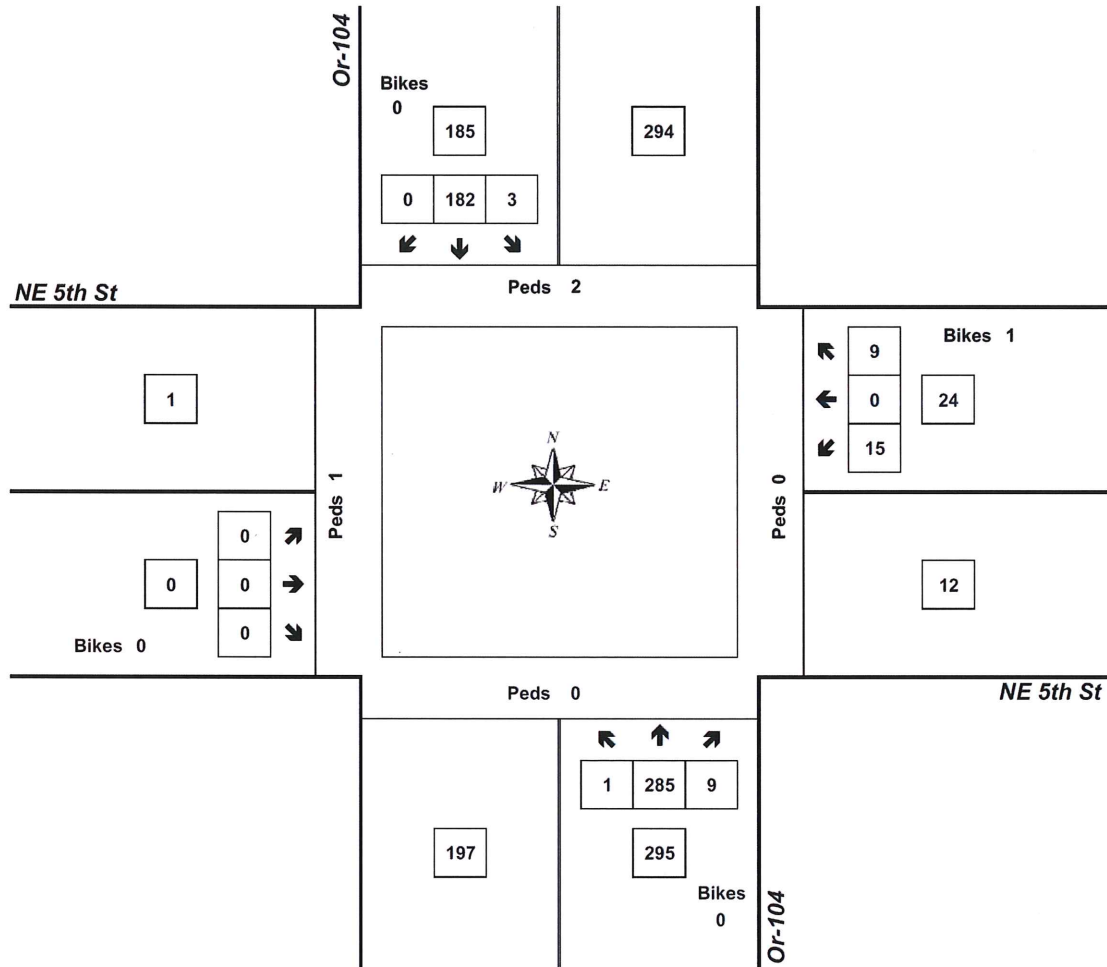 Or-104
Bikes
0
185
294
0 182 3
Peds 2
NE 5th St
9
Bikes 1
1
0
24
15
N
W E
S
Peds 1
Peds 0
0
0
0
12
0
Bikes 0
Peds 0
NE 5th St
1 285 9
197
295
Bikes
0
Or-104